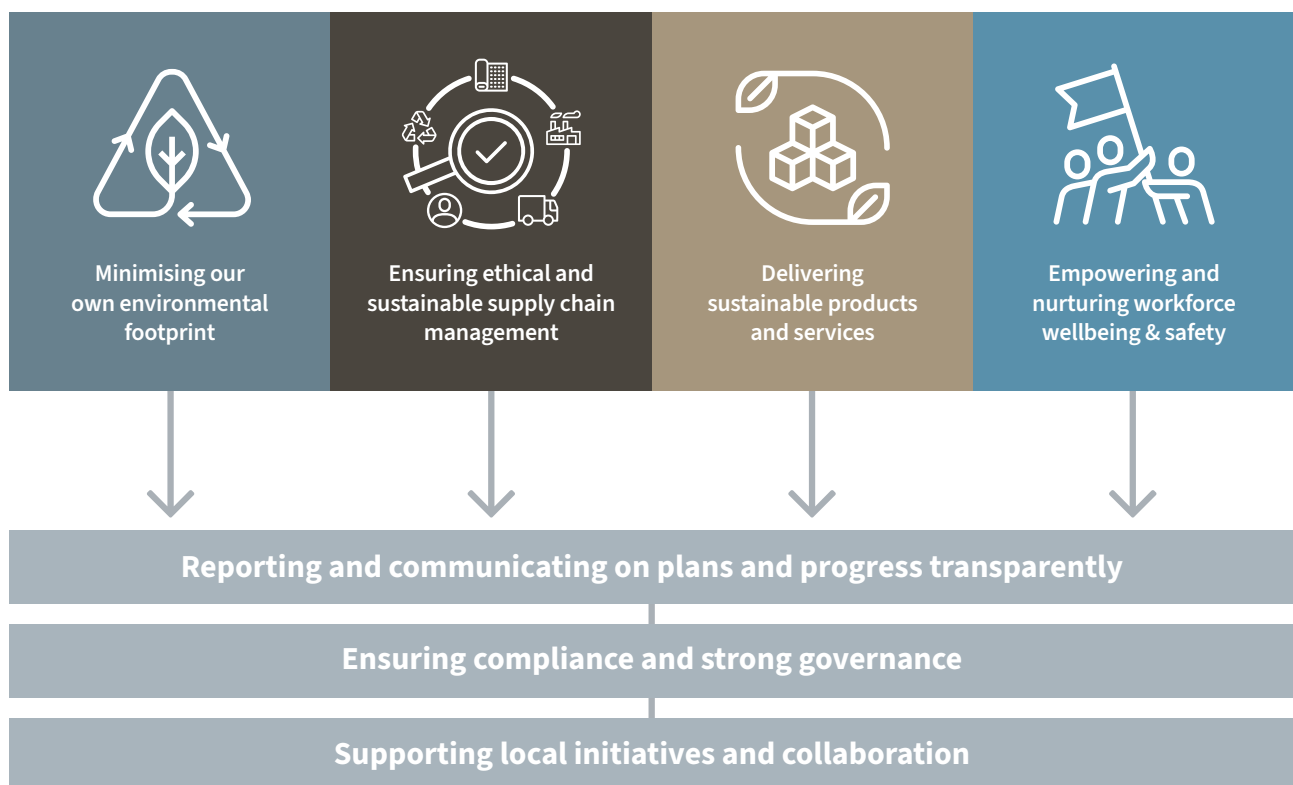 Minimising our
own environmental
footprint
Ensuring ethical and
sustainable supply chain
management
Delivering
sustainable products
and services
Empowering and
nurturing workforce
wellbeing & safety
Reporting and communicating on plans and progress transparently
Ensuring compliance and strong governance
Supporting local initiatives and collaboration